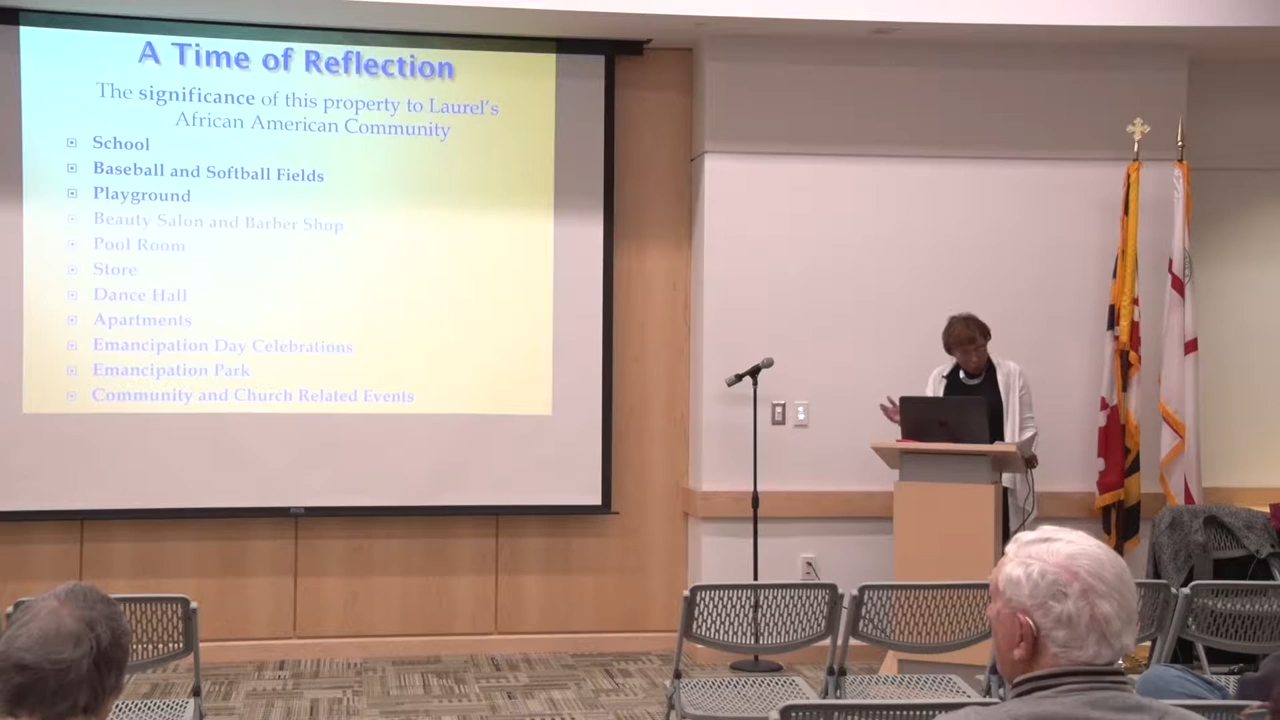 A Time of Reflection
The significance of this property to Laurel's
African American Community
School
Baseball and Softball Fields
Playground
Beauty Salon and Barber Shop
Pool Room
Store
Dance Hall
Apartments
Emancipation Day Celebrations
Emancipation Park
Community and Church Related Events